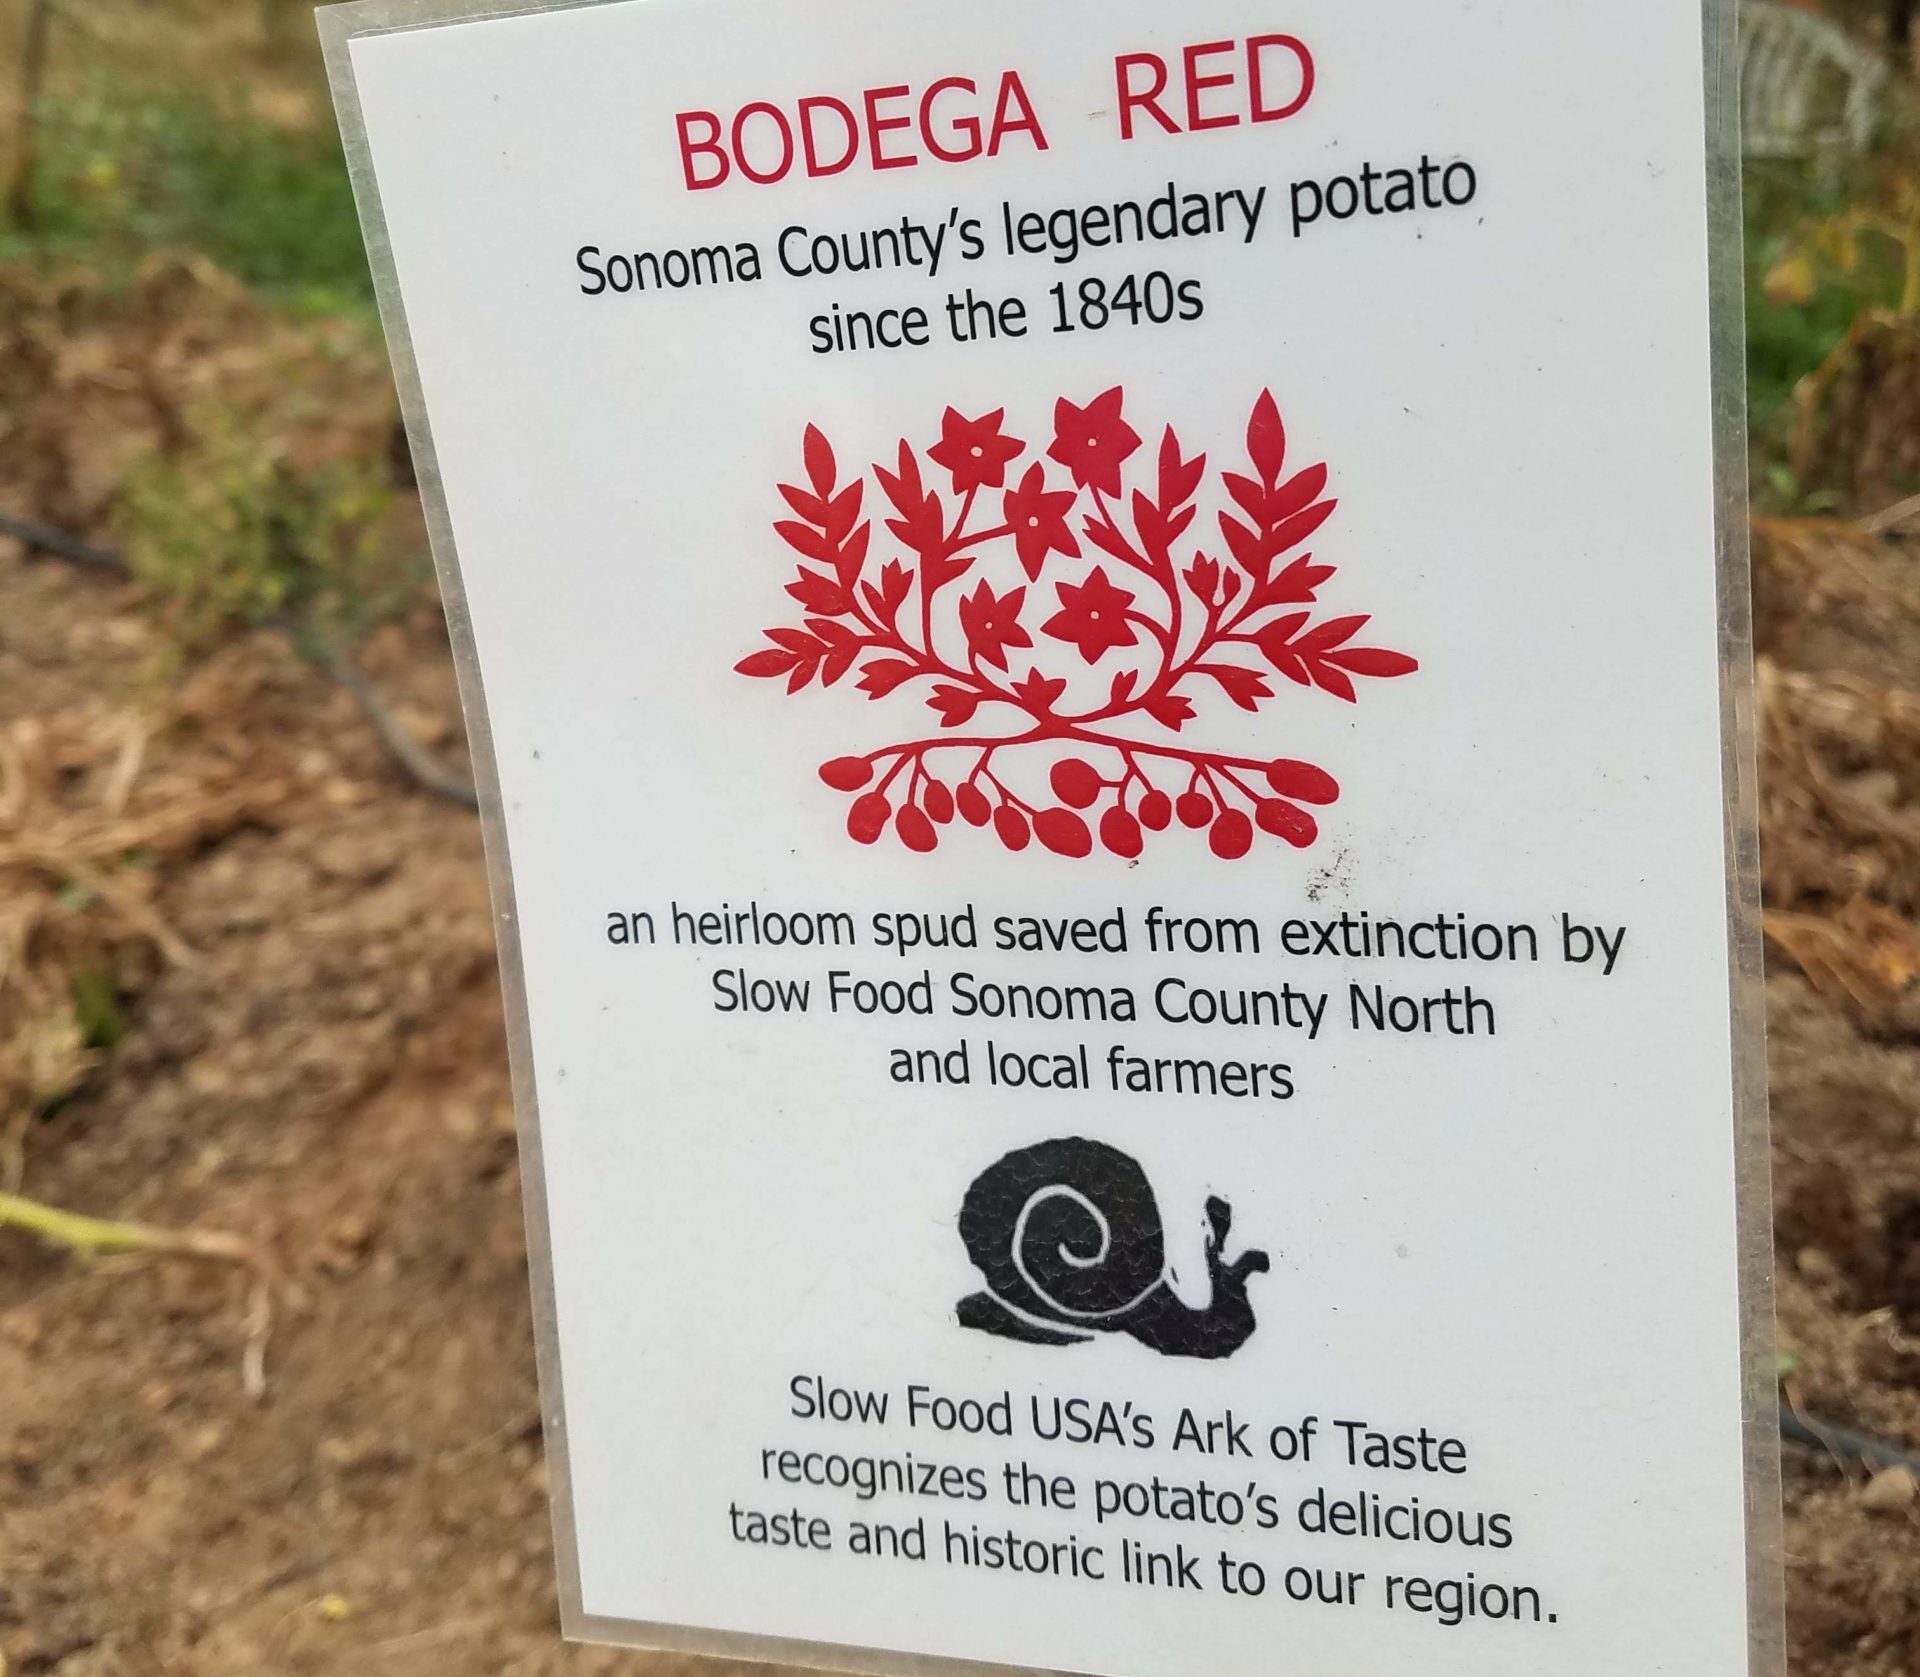 BODEGA RED
Sonoma County's legendary potato
since the 1840s
an heirloom spud saved from extinction by
Slow Food Sonoma County North
and local farmers
Slow Food USA's Ark of Taste
recognizes the potato's delicious
taste and historic link to our region.